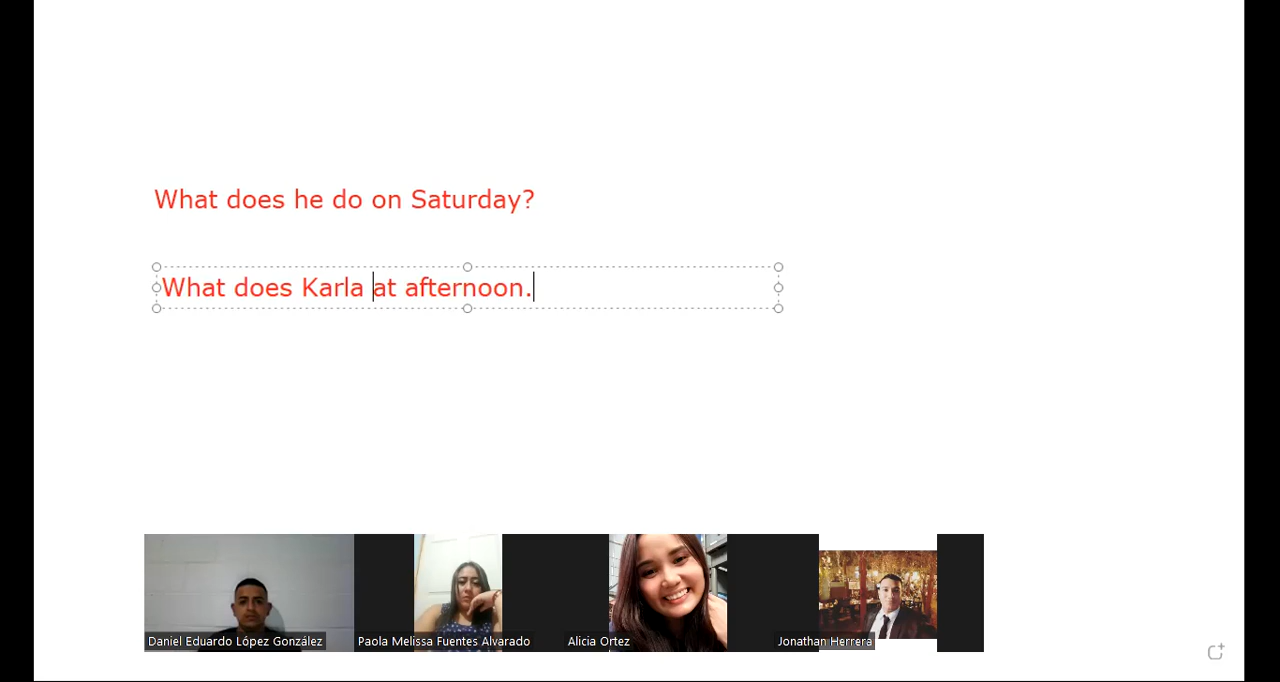 What does he do on Saturday?
What does Karla at afternoon.
Daniel Eduardo López González
Paola Melissa Fuentes Alvarado
Alicia Ortez
Jonathan Herrera